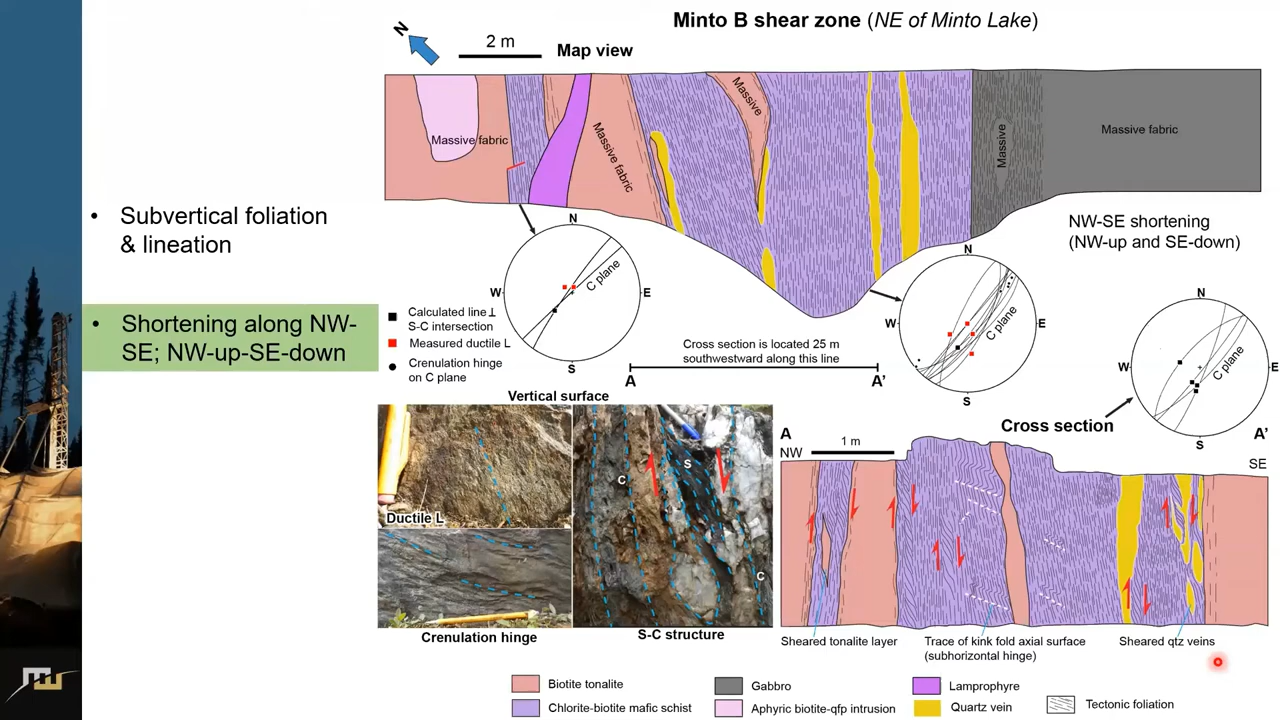 Minto B shear zone (NE of Minto Lake)
N
2 m
Map view
Massive fabric
Massive fabric
Massive
Massive
Massive fabric
• Subvertical foliation
& lineation
• Shortening along NW-
SE; NW-up-SE-down
NW-SE shortening
(NW-up and SE-down)
N
W
E
S
C plane
N
W
E
S
C plane
N
W
E
S
C plane
Calculated line⊥
S-C intersection
Measured ductile L
Crenulation hinge
on C plane
Cross section is located 25 m
southwestward along this line
A
A'
Vertical surface
Ductile L
Crenulation hinge
C
S
C
S-C structure
Cross section
A
A'
NW
1 m
SE
Sheared tonalite layer
Trace of kink fold axial surface
(subhorizontal hinge)
Sheared qtz veins
Biotite tonalite
Gabbro
Lamprophyre
Chlorite-biotite mafic schist
Aphyric biotite-qfp intrusion
Quartz vein
Tectonic foliation